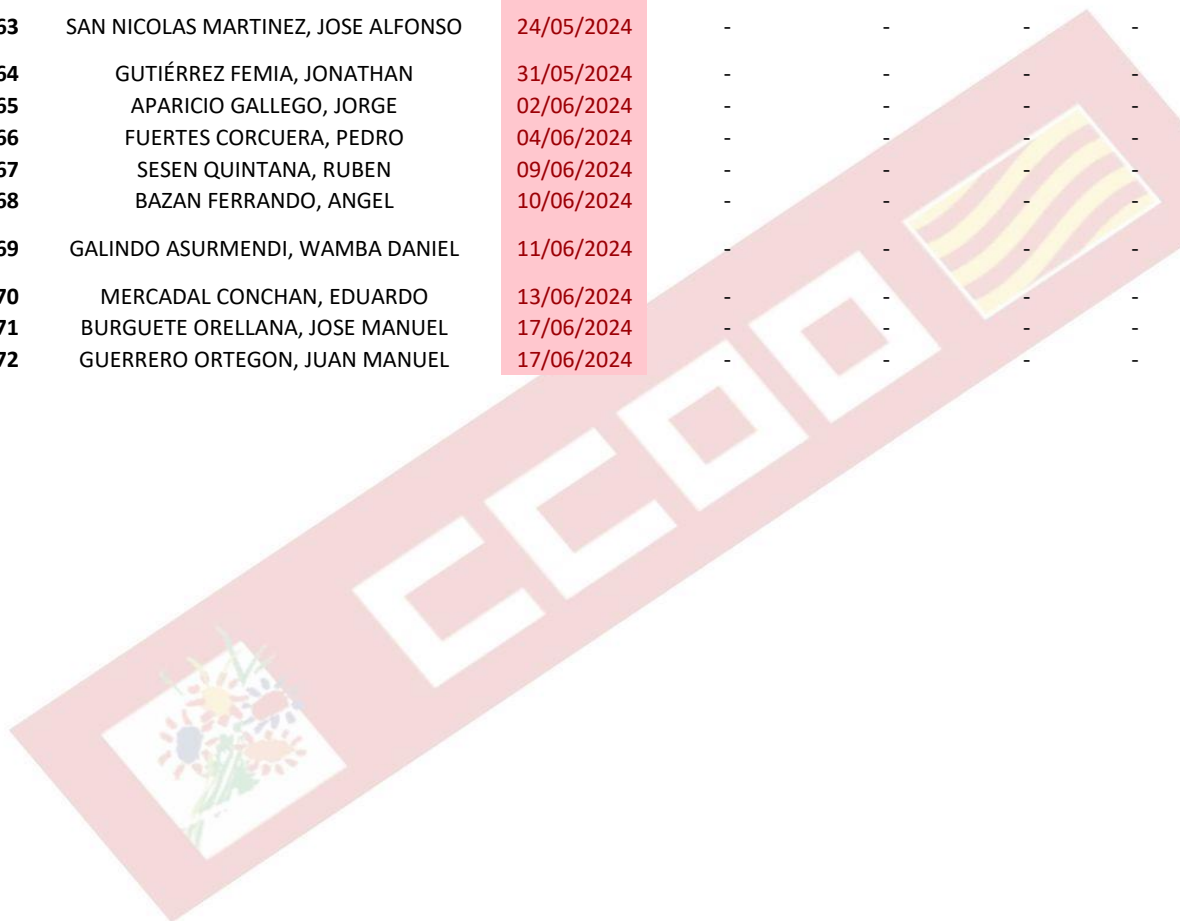 63 SAN NICOLAS MARTINEZ, JOSE ALFONSO 24/05/2024 - - - -
64 GUTIÉRREZ FEMIA, JONATHAN 31/05/2024 - - - -
65 APARICIO GALLEGO, JORGE 02/06/2024 - - - -
66 FUERTES CORCUERA, PEDRO 04/06/2024 - - - -
67 SESEN QUINTANA, RUBEN 09/06/2024 - - - -
68 BAZAN FERRANDO, ANGEL 10/06/2024 - - - -
69 GALINDO ASURMENDI, WAMBA DANIEL 11/06/2024 - - - -
70 MERCADAL CONCHAN, EDUARDO 13/06/2024 - - - -
71 BURGUETE ORELLANA, JOSE MANUEL 17/06/2024 - - - -
72 GUERRERO ORTEGON, JUAN MANUEL 17/06/2024 - - - -
CCOO